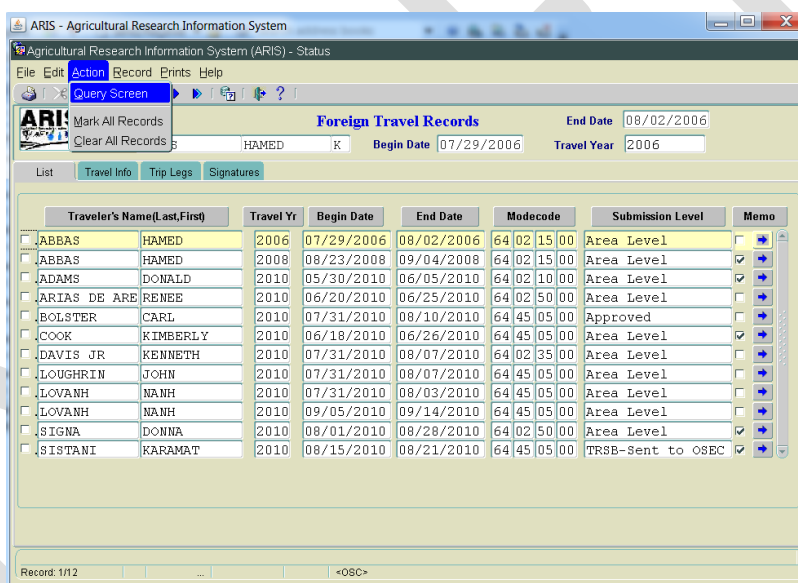 ARIS - Agricultural Research Information System
Agricultural Research Information System (ARIS) - Status
File Edit Action Record Prints Help
Query Screen
Mark All Records
Clear All Records
Foreign Travel Records
End Date 08/02/2006
HAMED K Begin Date 07/29/2006 Travel Year 2006
List Travel Info Trip Legs Signatures
Traveler's Name(Last,First) Travel Yr Begin Date End Date Modecode Submission Level Memo
.ABBAS HAMED 2006 07/29/2006 08/02/2006 64 02 15 00 Area Level
.ABBAS HAMED 2008 08/23/2008 09/04/2008 64 02 15 00 Area Level
.ADAMS DONALD 2010 05/30/2010 06/05/2010 64 02 10 00 Area Level
.ARIAS DE ARE RENEE 2010 06/20/2010 06/25/2010 64 02 50 00 Area Level
.BOLSTER CARL 2010 07/31/2010 08/10/2010 64 45 05 00 Approved
.COOK KIMBERLY 2010 06/18/2010 06/26/2010 64 45 05 00 Area Level
.DAVIS JR KENNETH 2010 07/31/2010 08/07/2010 64 02 35 00 Area Level
.LOUGHRIN JOHN 2010 07/31/2010 08/07/2010 64 45 05 00 Area Level
.LOVANH NANH 2010 07/31/2010 08/03/2010 64 45 05 00 Area Level
.LOVANH NANH 2010 09/05/2010 09/14/2010 64 45 05 00 Area Level
.SIGNA DONNA 2010 08/01/2010 08/28/2010 64 02 50 00 Area Level
.SISTANI KARAMAT 2010 08/15/2010 08/21/2010 64 45 05 00 TRSB-Sent to OSEC
Record: 1/12 ... <OSC>